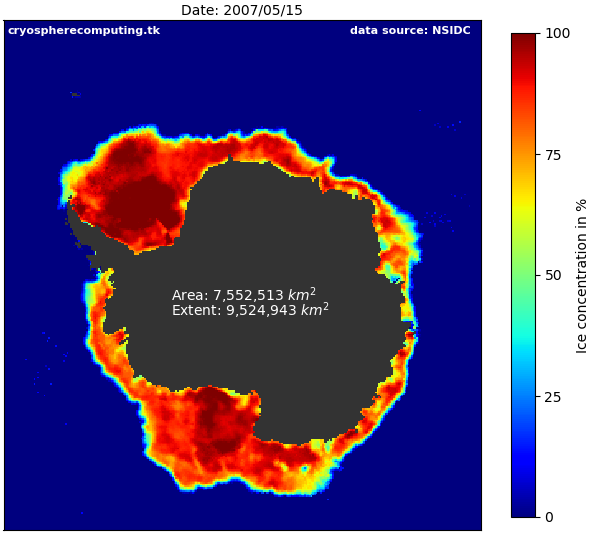 Date: 2007/05/15
cryospherecomputing.tk
data source: NSIDC
Area: 7,552,513 km²
Extent: 9,524,943 km²
100
75
50
25
0
Ice concentration in %